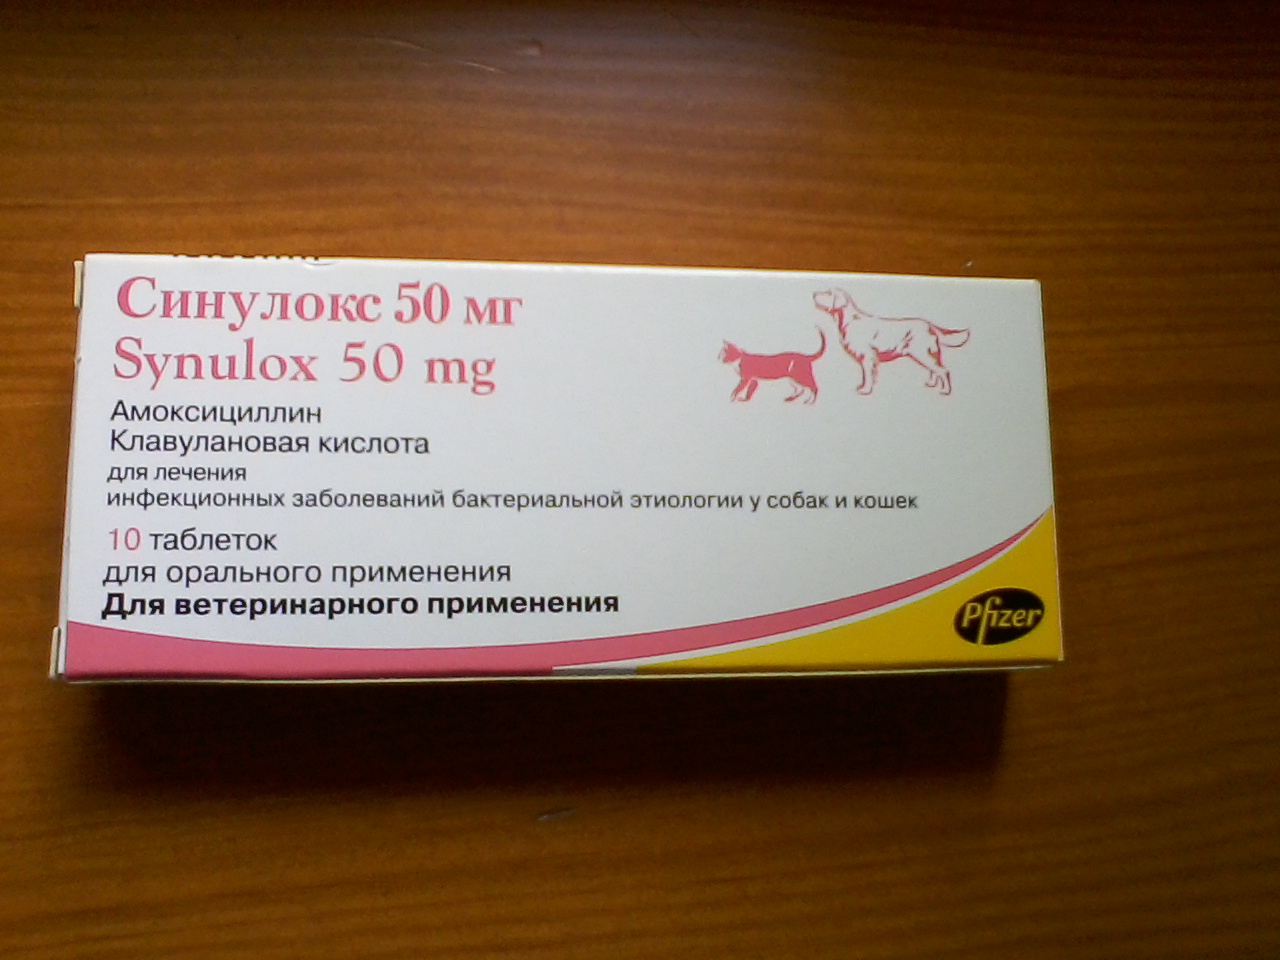 Синулокс 50 мг
Synulox 50 mg
Амоксициллин
Клавулановая кислота
для лечения
инфекционных заболеваний бактериальной этиологии у собак и кошек
10 таблеток
для орального применения
Для ветеринарного применения
Pfizer